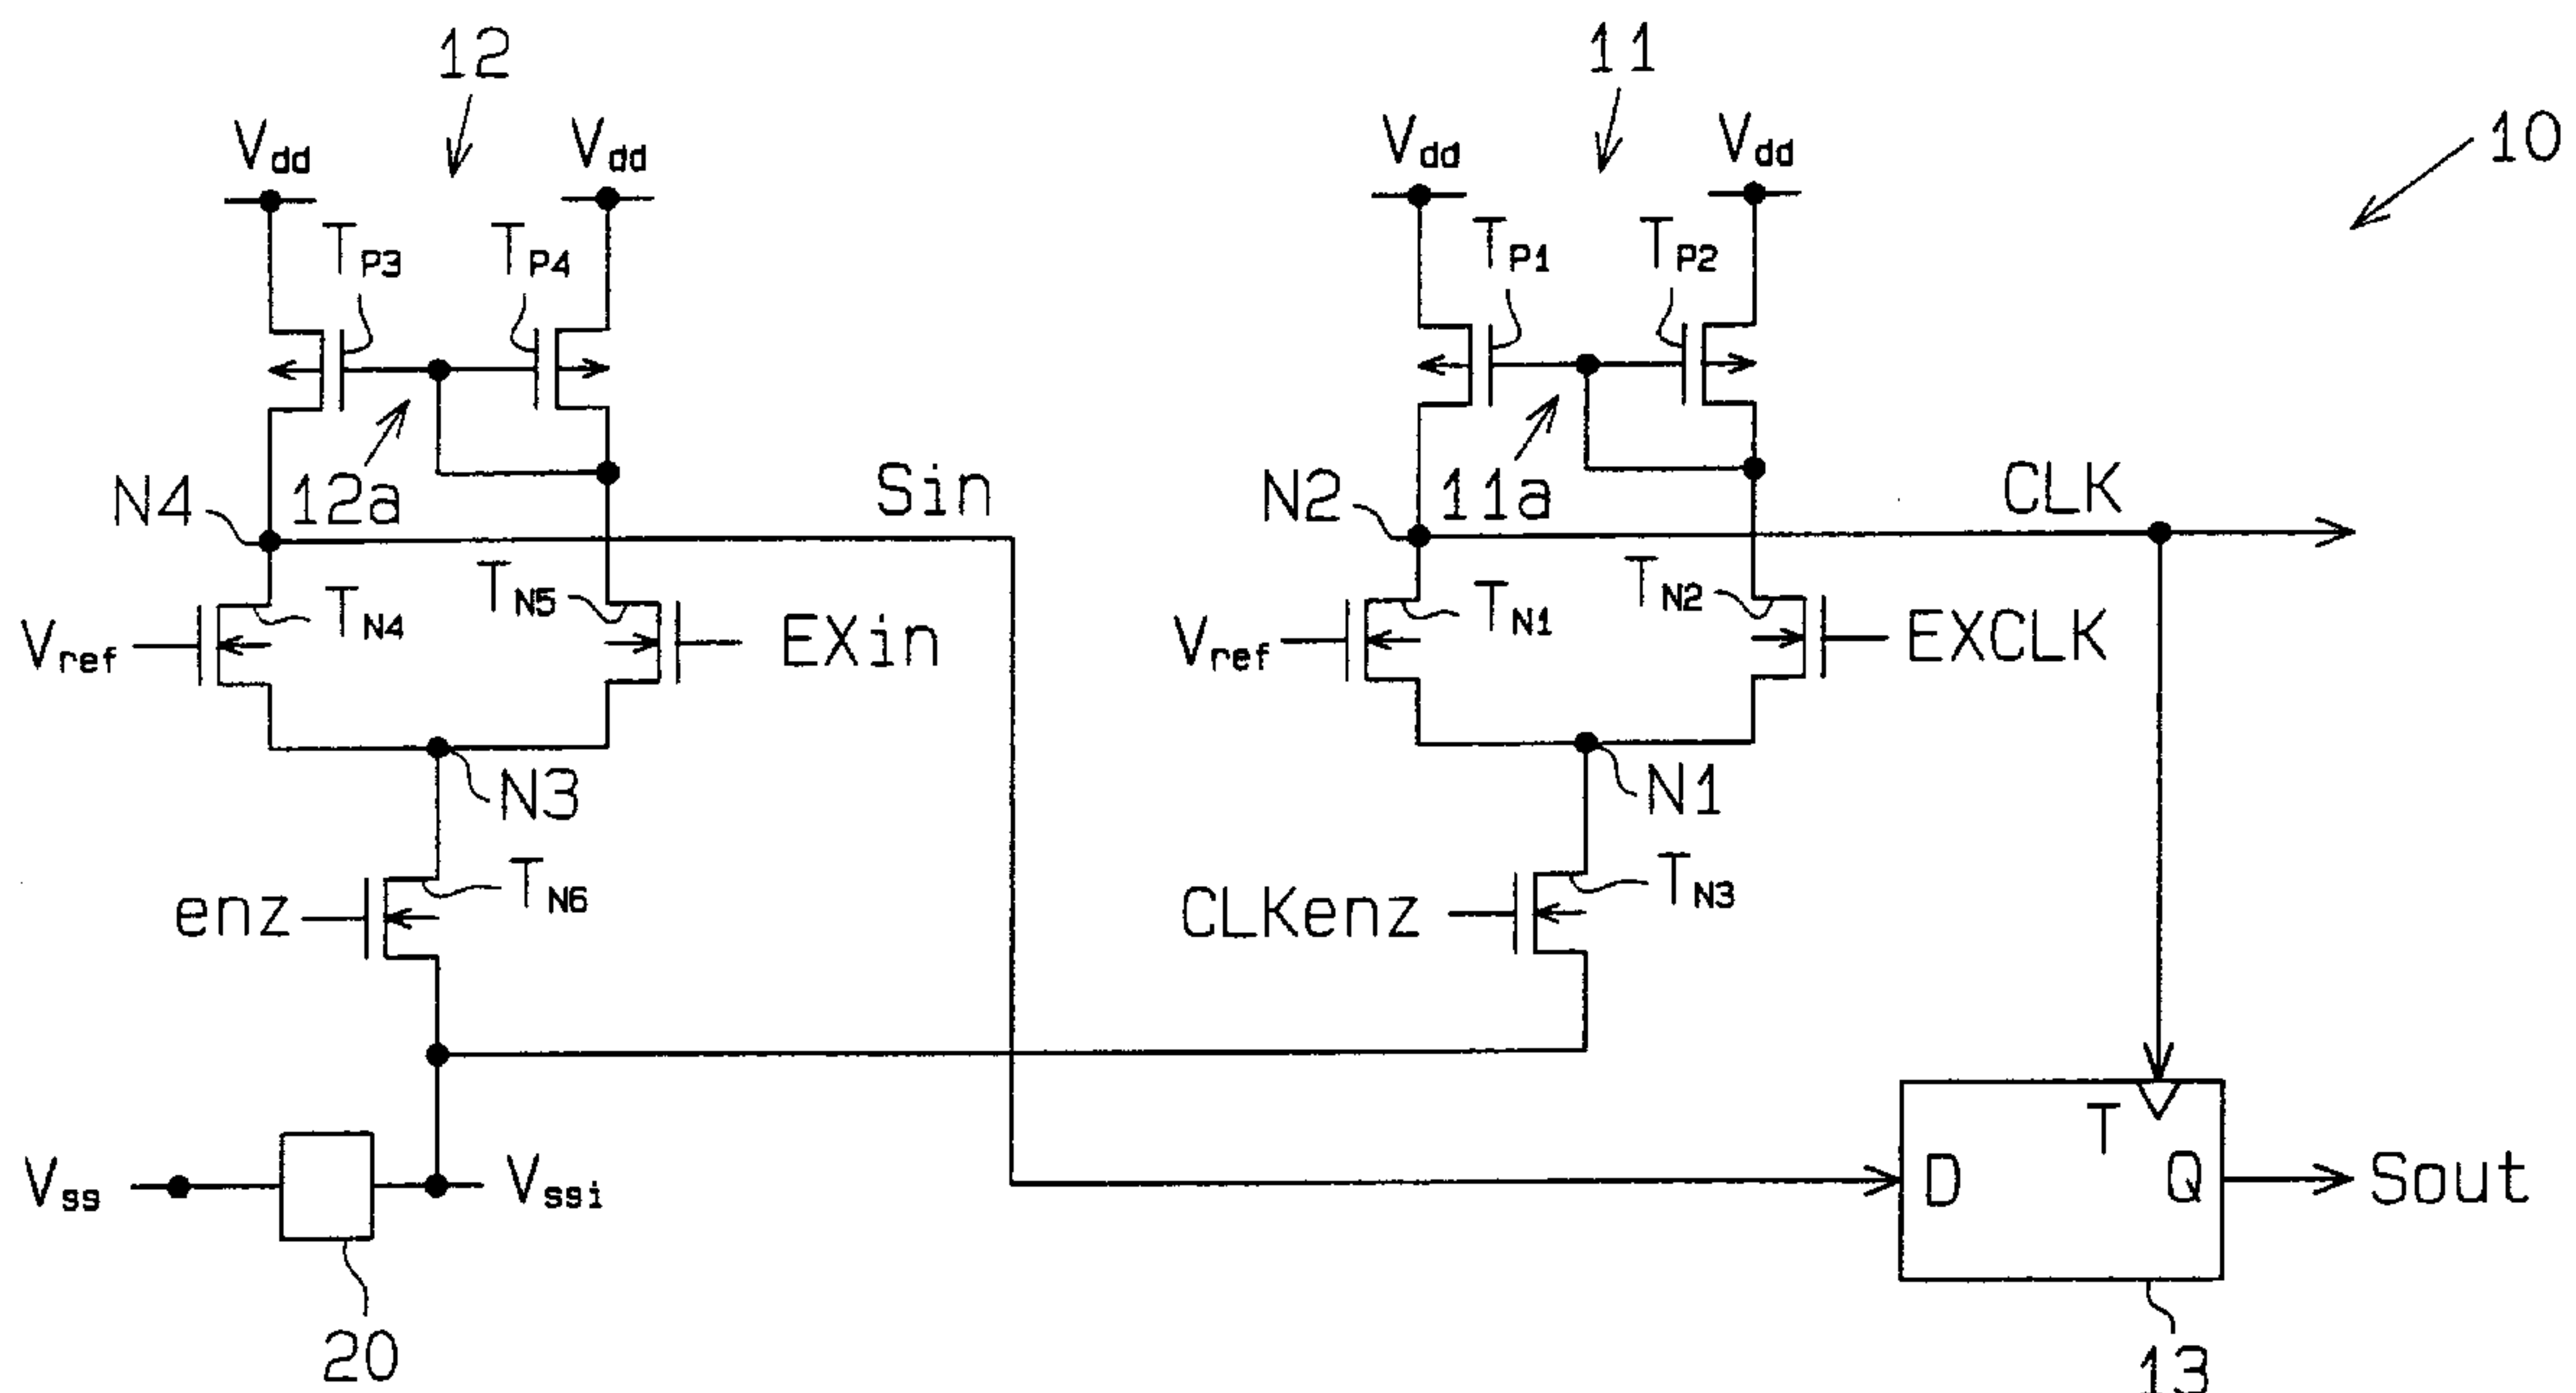 12
11
10
Vdd
Vdd
Vdd
Vdd
TP3
TP4
TP1
TP2
N4
12a
Sin
N2
11a
CLK
Vref
TN4
TN5
EXin
Vref
TN1
TN2
EXCLK
N3
N1
enz
TN6
CLKenz
TN3
Vss
Vssi
20
D
T
Q
Sout
13